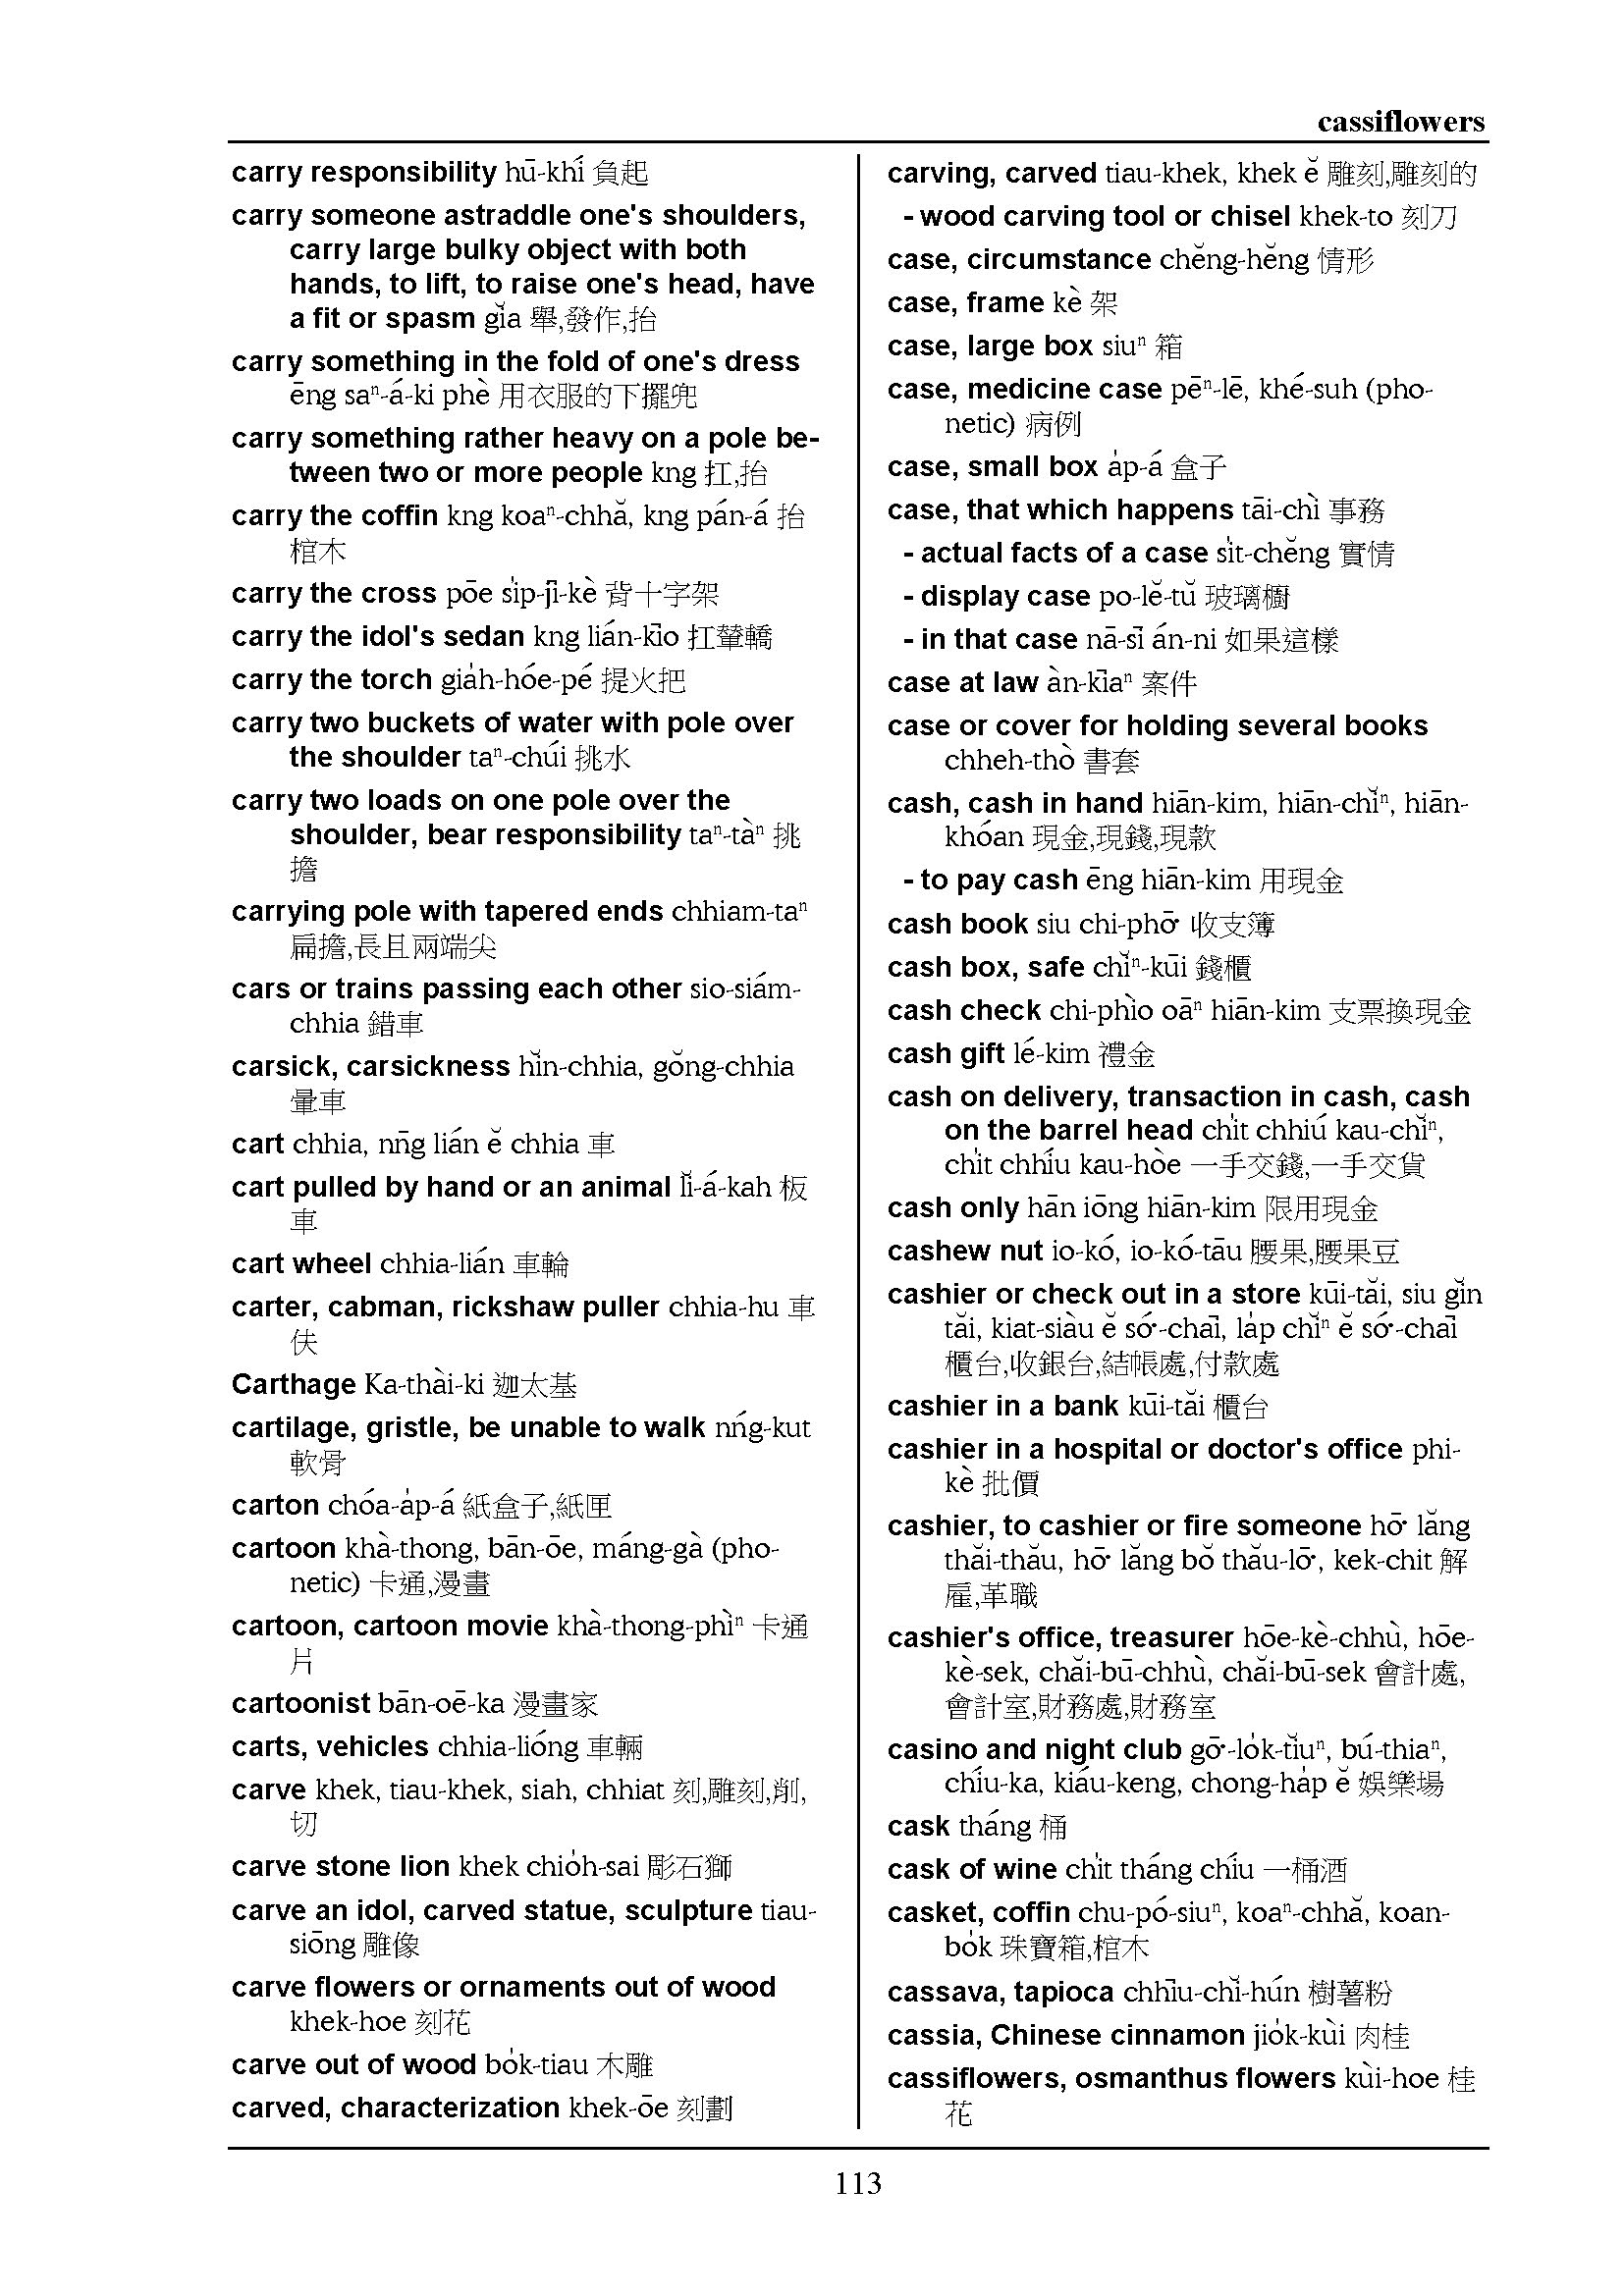 cassiflowers
carry responsibility hū-khí 負起
carry someone astraddle one's shoulders,
carry large bulky object with both
hands, to lift, to raise one's head, have
a fit or spasm gı̆a 舉,發作,抬
carry something in the fold of one's dress
ēng saⁿ-á-ki phè 用衣服的下擺兜
carry something rather heavy on a pole be-
tween two or more people kng 扛,抬
carry the coffin kng koaⁿ-chhă, kng pán-á 抬
棺木
carry the cross pōe si̍p-jī-kè 背十字架
carry the idol's sedan kng lián-kīo 扛輦轎
carry the torch gia̍h-hóe-pé 提火把
carry two buckets of water with pole over
the shoulder taⁿ-chúi 挑水
carry two loads on one pole over the
shoulder, bear responsibility taⁿ-tàⁿ 挑
擔
carrying pole with tapered ends chhiam-taⁿ
扁擔,長且兩端尖
cars or trains passing each other sio-siám-
chhia 錯車
carsick, carsickness hĭn-chhia, gŏng-chhia
暈車
cart chhia, nn̄g lián ĕ chhia 車
cart pulled by hand or an animal lĭ-á-kah 板
車
cart wheel chhia-lián 車輪
carter, cabman, rickshaw puller chhia-hu 車
伕
Carthage Ka-thài-ki 迦太基
cartilage, gristle, be unable to walk nńg-kut
軟骨
carton chóa-a̍p-á 紙盒子,紙匣
cartoon khà-thong, bān-ōe, máng-gà (pho-
netic) 卡通,漫畫
cartoon, cartoon movie khà-thong-phìⁿ 卡通
片
cartoonist bān-oē-ka 漫畫家
carts, vehicles chhia-lióng 車輛
carve khek, tiau-khek, siah, chhiat 刻,雕刻,削,
切
carve stone lion khek chio̍h-sai 彫石獅
carve an idol, carved statue, sculpture tiau-
siōng 雕像
carve flowers or ornaments out of wood
khek-hoe 刻花
carve out of wood bo̍k-tiau 木雕
carved, characterization khek-ōe 刻劃
carving, carved tiau-khek, khek ĕ 雕刻,雕刻的
- wood carving tool or chisel khek-to 刻刀
case, circumstance chĕng-hĕng 情形
case, frame kè 架
case, large box siuⁿ 箱
case, medicine case pēⁿ-lē, khé-suh (pho-
netic) 病例
case, small box a̍p-á 盒子
case, that which happens tāi-chì 事務
- actual facts of a case si̍t-chĕng 實情
- display case po-lĕ-tŭ 玻璃櫥
- in that case nā-sī án-ni 如果這樣
case at law àn-kīaⁿ 案件
case or cover for holding several books
chheh-thò 書套
cash, cash in hand hiān-kim, hiān-chĭⁿ, hiān-
khóan 現金,現錢,現款
- to pay cash ēng hiān-kim 用現金
cash book siu chi-phō͘ 收支簿
cash box, safe chĭⁿ-kūi 錢櫃
cash check chi-phìo oāⁿ hiān-kim 支票換現金
cash gift lé-kim 禮金
cash on delivery, transaction in cash, cash
on the barrel head chi̍t chhiú kau-chĭⁿ,
chi̍t chhíu kau-hòe 一手交錢,一手交貨
cash only hān iōng hiān-kim 限用現金
cashew nut io-kó, io-kó-tāu 腰果,腰果豆
cashier or check out in a store kūi-tăi, siu gĭn
tăi, kiat-siàu ĕ só͘-chaī, la̍p chĭⁿ ĕ só͘-chaī
櫃台,收銀台,結帳處,付款處
cashier in a bank kūi-tăi 櫃台
cashier in a hospital or doctor's office phi-
kè 批價
cashier, to cashier or fire someone hō͘ lăng
thăi-thău, hō͘ lăng bŏ thău-lō͘, kek-chit 解
雇,革職
cashier's office, treasurer hōe-kè-chhù, hōe-
kè-sek, chăi-bū-chhù, chăi-bū-sek 會計處,
會計室,財務處,財務室
casino and night club gō͘-lo̍k-tĭuⁿ, bú-thiaⁿ,
chíu-ka, kiáu-keng, chong-ha̍p ĕ 娛樂場
cask tháng 桶
cask of wine chi̍t tháng chíu 一桶酒
casket, coffin chu-pó-siuⁿ, koaⁿ-chhă, koan-
bo̍k 珠寶箱,棺木
cassava, tapioca chhīu-chĭ-hún 樹薯粉
cassia, Chinese cinnamon jio̍k-kùi 肉桂
cassiflowers, osmanthus flowers kùi-hoe 桂
花
113